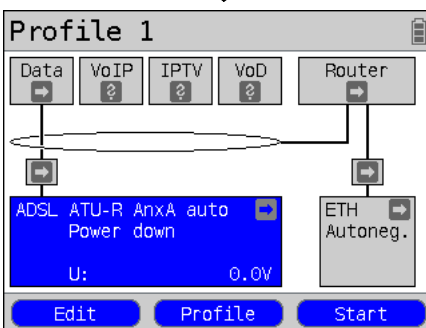 Profile 1
Data VoIP IPTV VoD Router
? ? ?
ADSL ATU-R AnxA auto
Power down
U: 0.0V
ETH
Autoneg.
Edit Profile Start